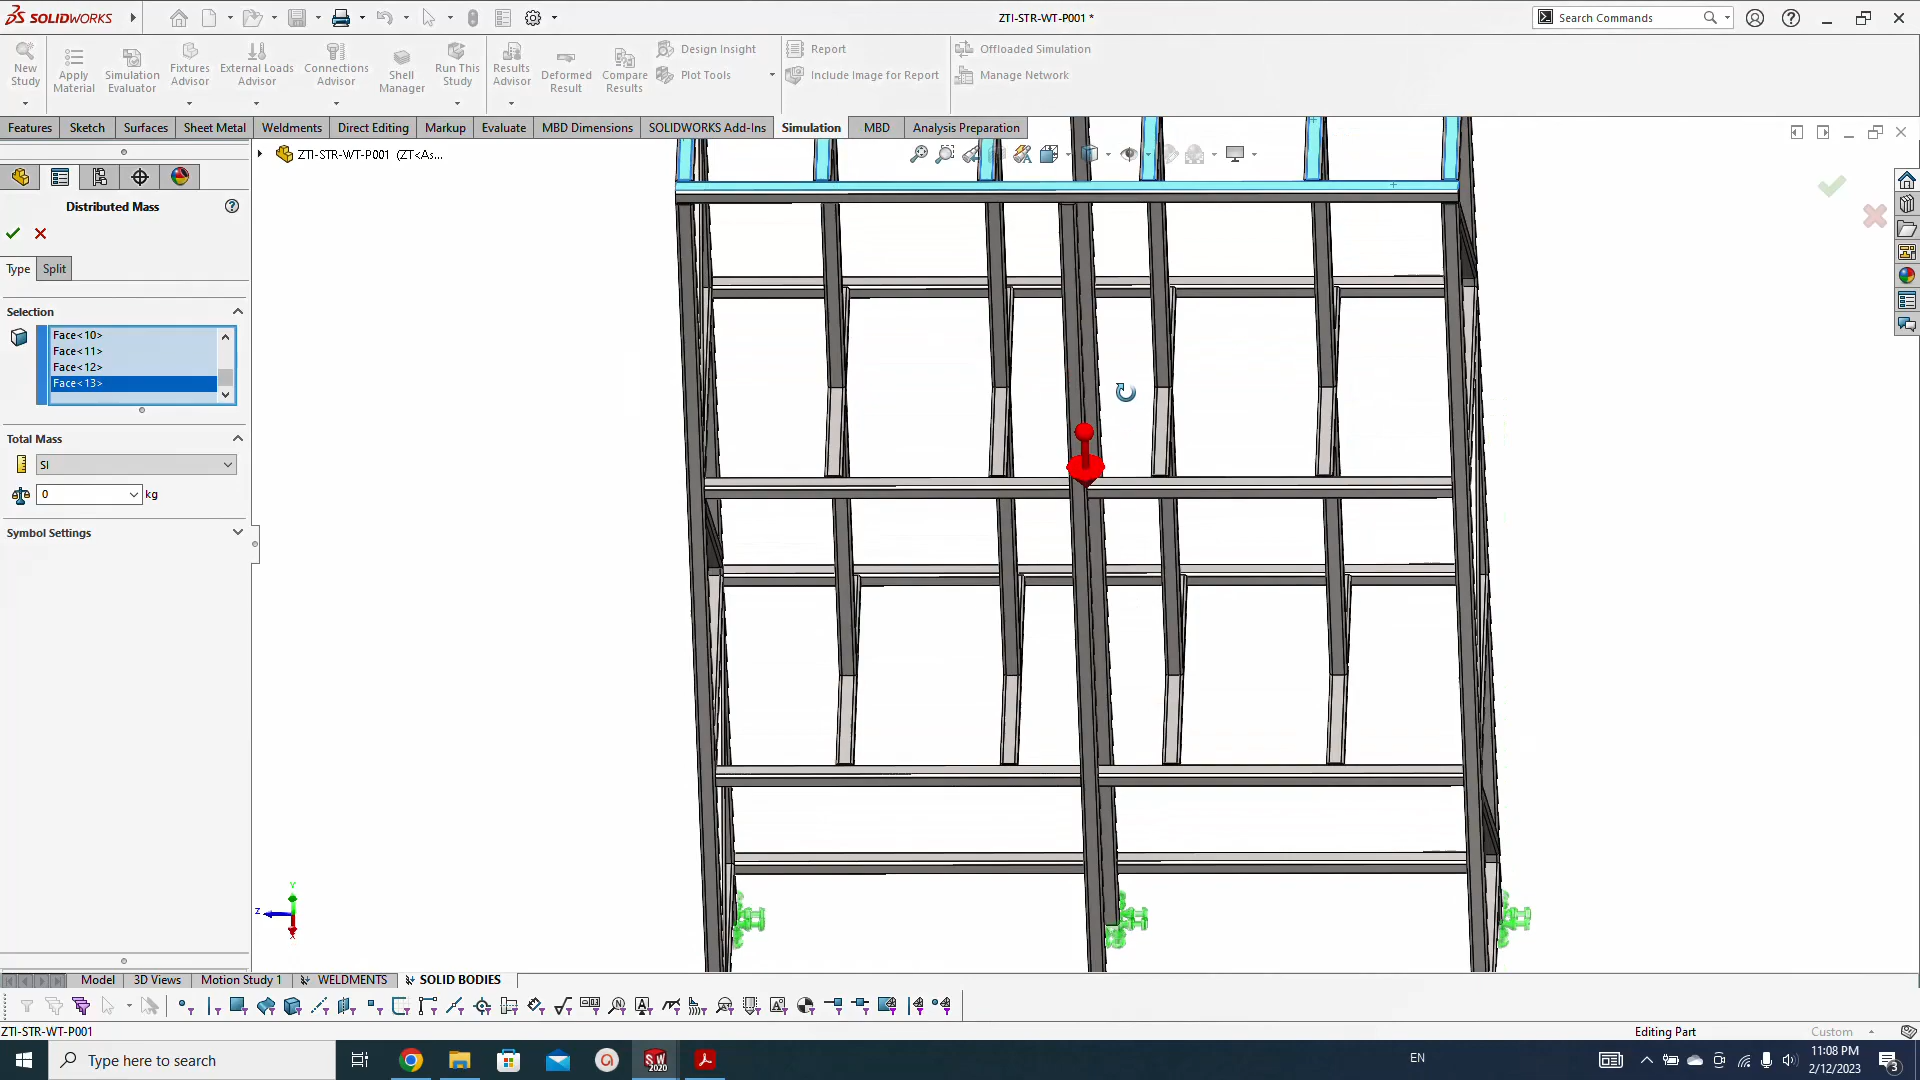 SOLIDWORKS
ZTI-STR-WT-P001 *
Search Commands
New Study
Apply Material
Simulation Evaluator
Fixtures Advisor
External Loads Advisor
Connections Advisor
Shell Manager
Run This Study
Results Advisor
Deformed Result
Compare Results
Design Insight
Plot Tools
Report
Include Image for Report
Offloaded Simulation
Manage Network
Features
Sketch
Surfaces
Sheet Metal
Weldments
Direct Editing
Markup
Evaluate
MBD Dimensions
SOLIDWORKS Add-Ins
Simulation
MBD
Analysis Preparation
ZTI-STR-WT-P001 (ZT<As...
Distributed Mass
Type
Split
Selection
Face<10>
Face<11>
Face<12>
Face<13>
Total Mass
SI
0
kg
Symbol Settings
Y
Z
X
Model
3D Views
Motion Study 1
WELDMENTS
SOLID BODIES
ZTI-STR-WT-P001
Editing Part
Custom
Type here to search
SW
2020
EN
11:08 PM
2/12/2023
3